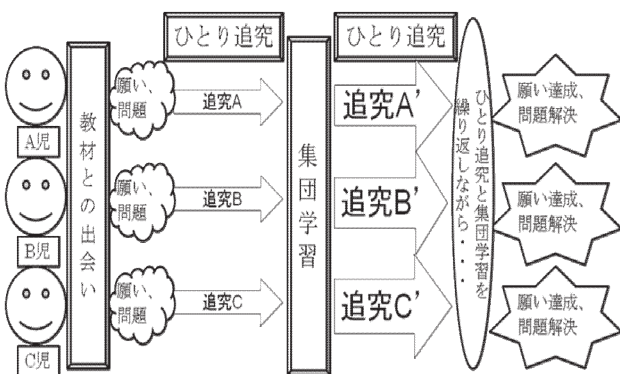 ひとり追究
ひとり追究
A児
B児
C児
教材との出会い
願い、
問題
願い、
問題
願い、
問題
追究A
追究B
追究C
集団学習
追究A’
追究B’
追究C’
ひとり追究と集団学習を
繰り返しながら・・・
願い達成、
問題解決
願い達成、
問題解決
願い達成、
問題解決